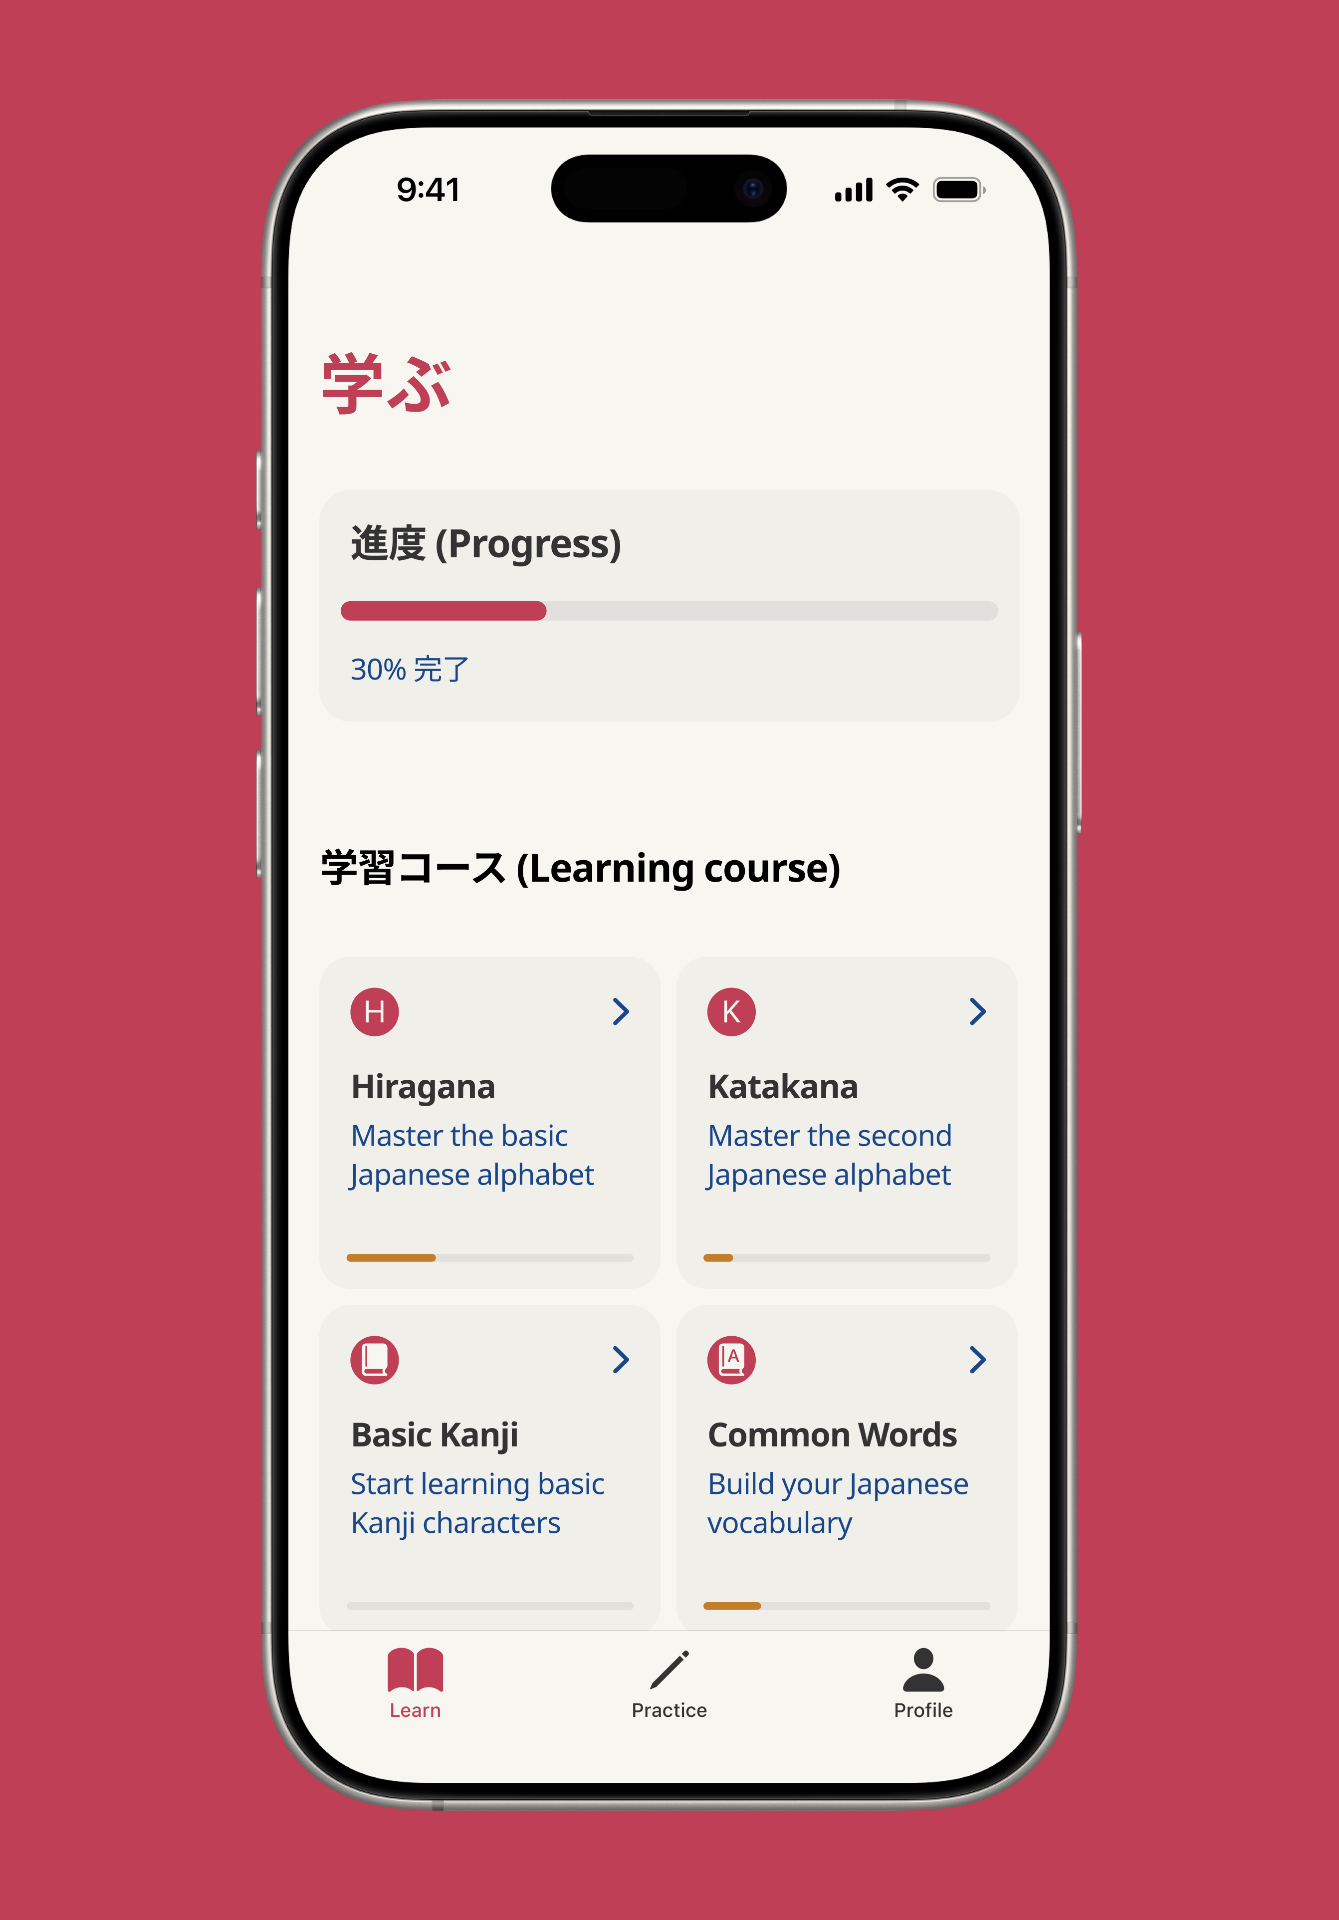 9:41
学ぶ
進度 (Progress)
30% 完了
学習コース (Learning course)
H
K
Hiragana
Master the basic
Japanese alphabet
Katakana
Master the second
Japanese alphabet
A
Basic Kanji
Start learning basic
Kanji characters
Common Words
Build your Japanese
vocabulary
Learn
Practice
Profile